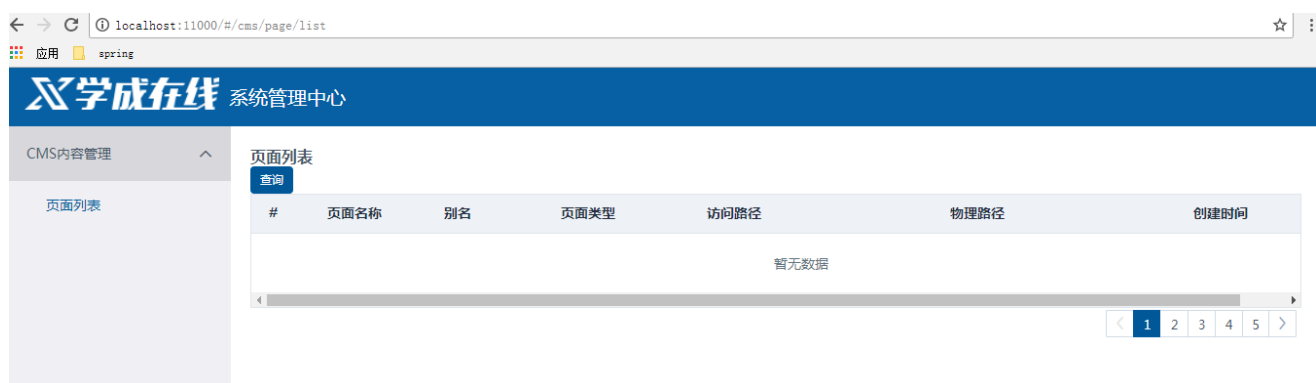 localhost:11000/#/cms/page/list
应用 spring
学成在线 系统管理中心
CMS内容管理
页面列表
页面列表
查询
# 页面名称 别名 页面类型 访问路径 物理路径 创建时间
暂无数据
1 2 3 4 5